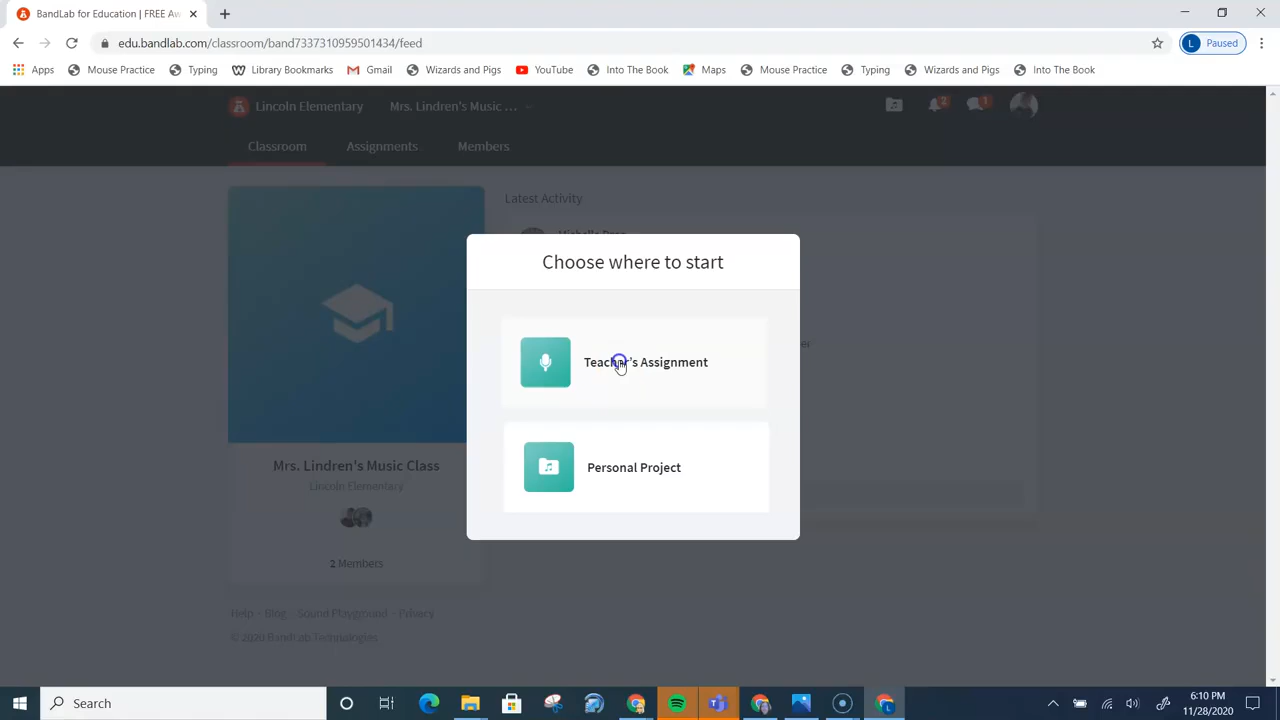 BandLab for Education | FREE Aw
edu.bandlab.com/classroom/band7337310959501434/feed
L Paused
Apps Mouse Practice Typing Library Bookmarks Gmail Wizards and Pigs YouTube Into The Book Maps Mouse Practice Typing Wizards and Pigs Into The Book
Lincoln Elementary Mrs. Lindren's Music ... 2 1
Classroom Assignments Members
Latest Activity
Choose where to start
Teacher's Assignment
Personal Project
Mrs. Lindren's Music Class
Lincoln Elementary
2 Members
Help - Blog - Sound Playground - Privacy
© 2020 BandLab Technologies
Search
6:10 PM
11/28/2020